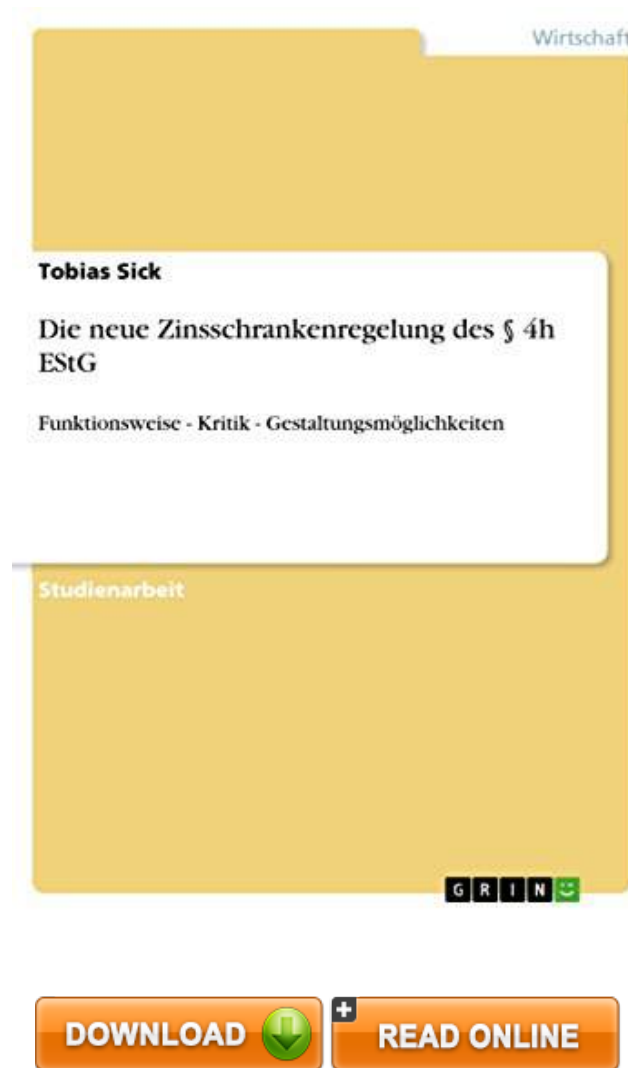 Wirtschaft
Tobias Sick
Die neue Zinsschrankenregelung des § 4h
EStG
Funktionsweise - Kritik - Gestaltungsmöglichkeiten
Studienarbeit
GRIN
DOWNLOAD
READ ONLINE